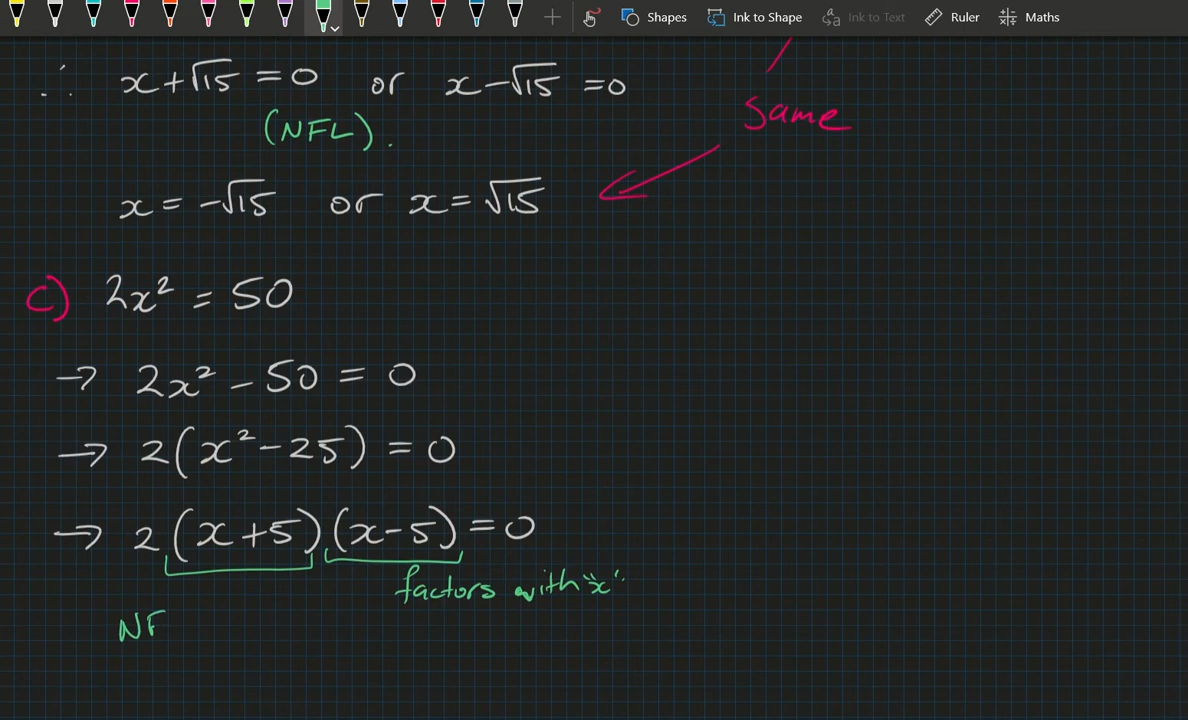 Shapes Ink to Shape Ink to Text Ruler Maths
∴ x+√15 = 0 or x-√15 = 0
same
(NFL).
x = -√15 or x = √15
c) 2x² = 50
→ 2x² - 50 = 0
→ 2(x²-25) = 0
→ 2(x+5)(x-5) = 0
factors with "x"
NF